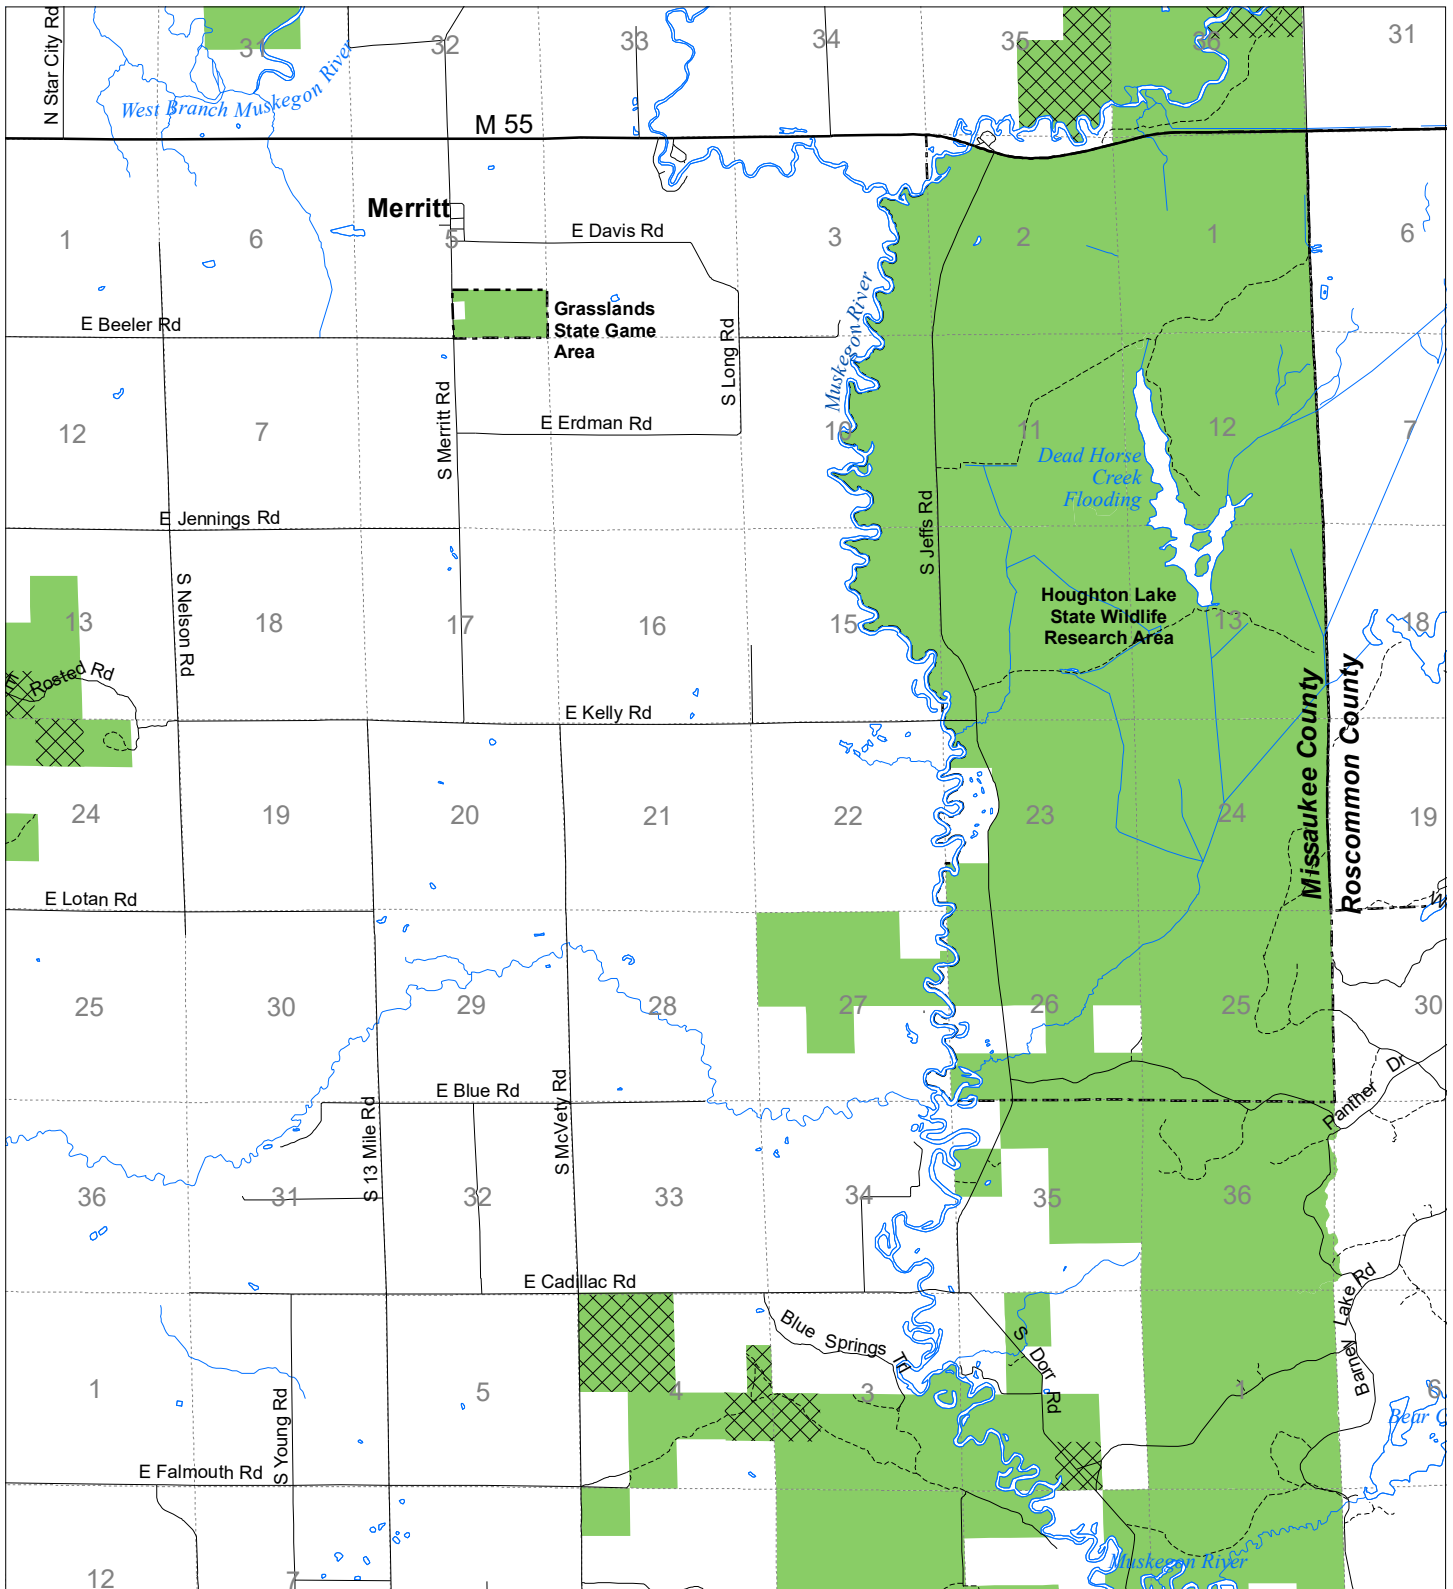 N Star City Rd
31
32
33
34
35
36
31
West Branch Muskegon River
M 55
Merritt
1
6
5
E Davis Rd
3
2
1
6
Muskegon River
E Beeler Rd
Grasslands
State Game
Area
S Long Rd
S Merritt Rd
E Erdman Rd
12
7
10
11
12
7
Dead Horse
Creek
Flooding
E Jennings Rd
S Jeffs Rd
S Nelson Rd
13
18
17
16
15
Houghton Lake
State Wildlife
Research Area
13
18
Rosted Rd
E Kelly Rd
Missaukee County
Roscommon County
24
19
20
21
22
23
24
19
E Lotan Rd
W
25
30
29
28
27
26
25
30
E Blue Rd
S 13 Mile Rd
S McVety Rd
Panther Dr
36
31
32
33
34
35
36
E Cadillac Rd
Blue Springs Trl
S Dorr Rd
Barney Lake Rd
1
5
4
3
1
6
S Young Rd
Bear
E Falmouth Rd
Muskegon River
12
7